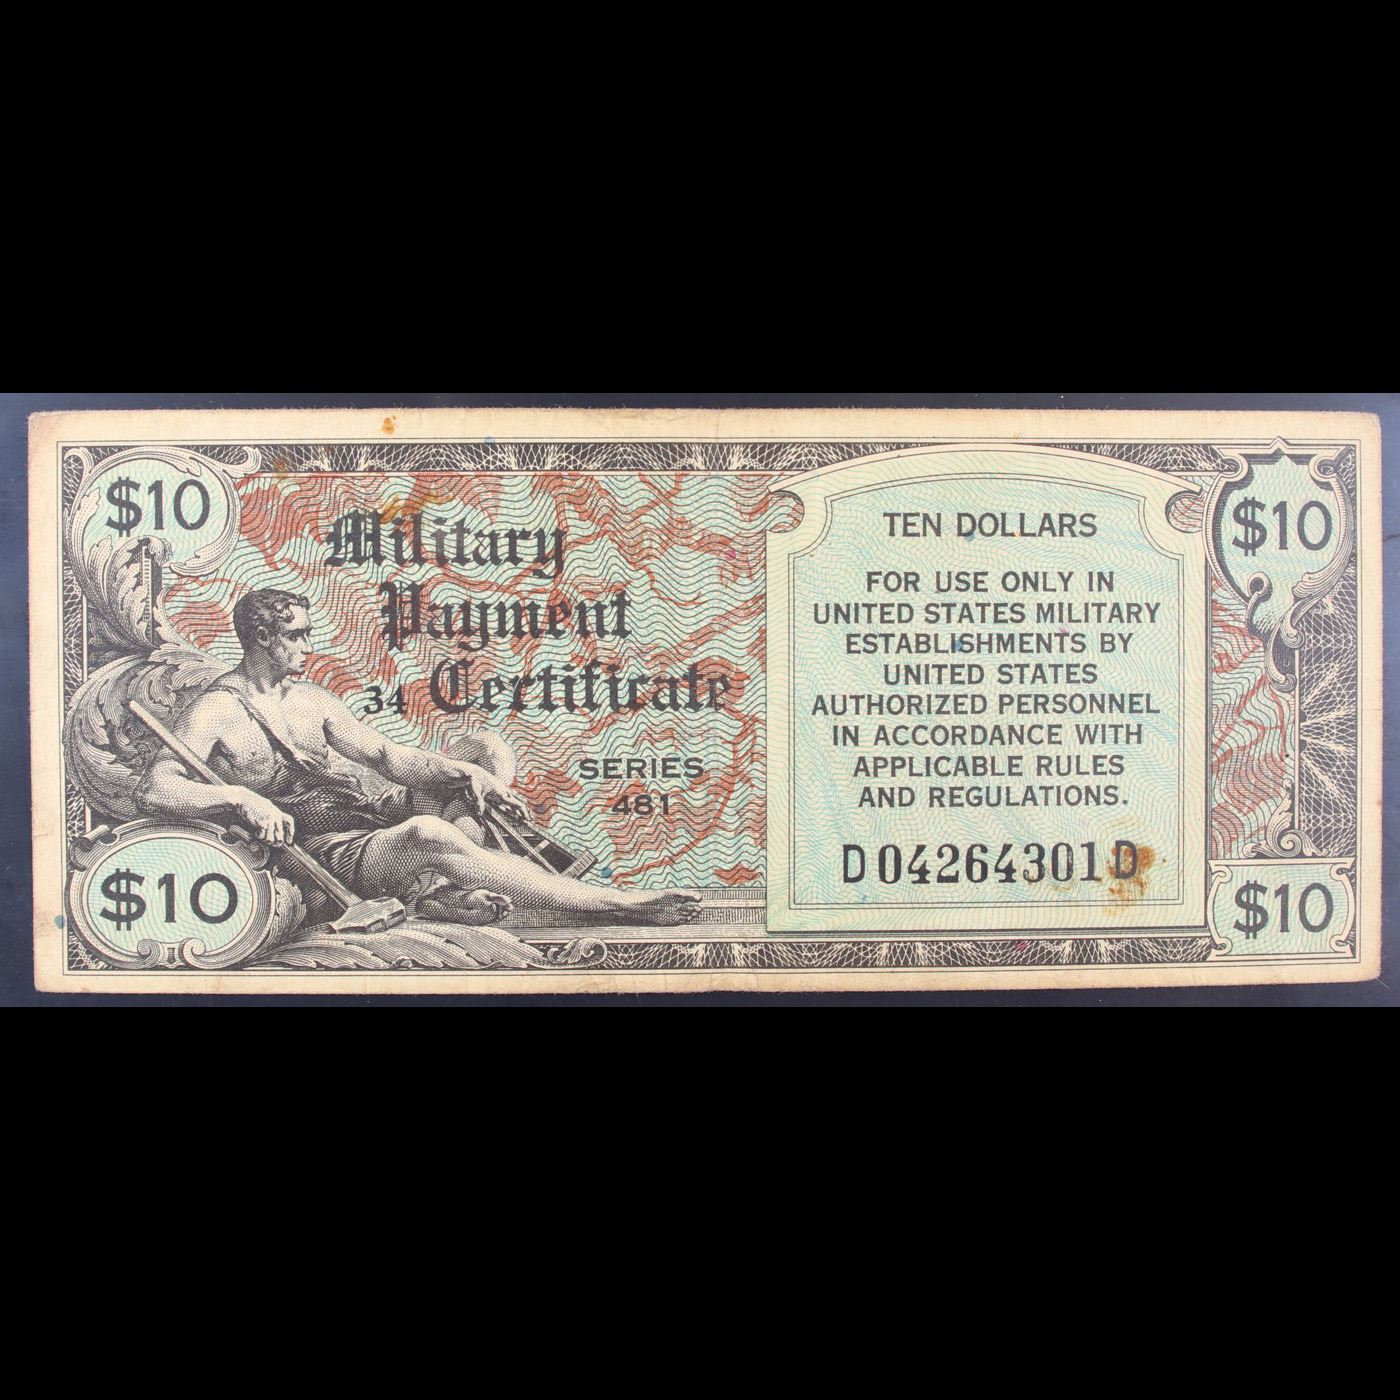 $10
$10
Military
Payment
34 Certificate
SERIES
481
TEN DOLLARS
FOR USE ONLY IN
UNITED STATES MILITARY
ESTABLISHMENTS BY
UNITED STATES
AUTHORIZED PERSONNEL
IN ACCORDANCE WITH
APPLICABLE RULES
AND REGULATIONS.
D04264301D
$10
$10